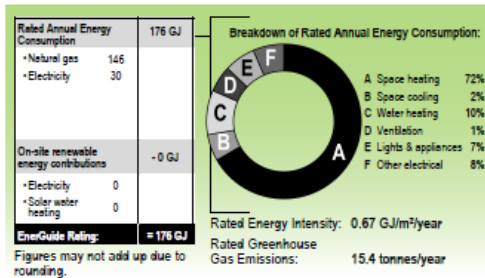 Rated Annual Energy Consumption 176 GJ
•Natural gas 146
•Electricity 30
On-site renewable energy contributions - 0 GJ
•Electricity 0
•Solar water heating 0
EnerGuide Rating: = 176 GJ
Figures may not add up due to
rounding.
Breakdown of Rated Annual Energy Consumption:
A
B
C
D
E
F
A Space heating 72%
B Space cooling 2%
C Water heating 10%
D Ventilation 1%
E Lights & appliances 7%
F Other electrical 8%
Rated Energy Intensity: 0.67 GJ/m²/year
Rated Greenhouse
Gas Emissions: 15.4 tonnes/year